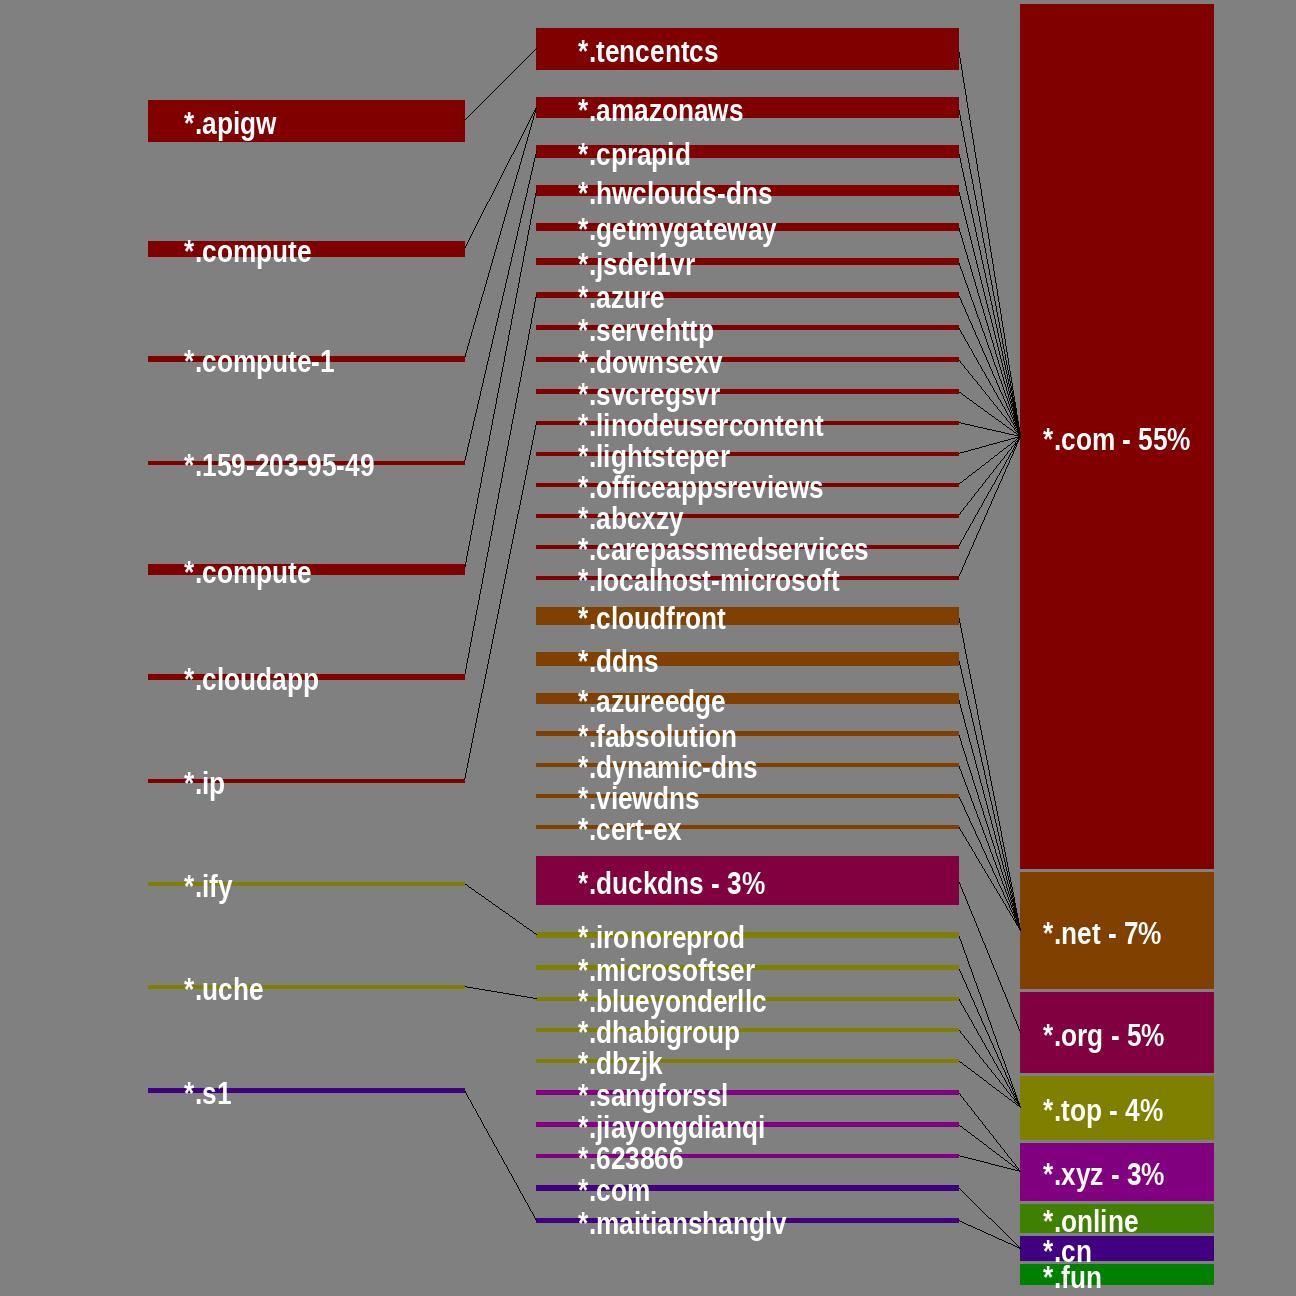 *.apigw
*.compute
*.compute-1
*.159-203-95-49
*.compute
*.cloudapp
*.ip
*.ify
*.uche
*.s1
*.tencentcs
*.amazonaws
*.cprapid
*.hwclouds-dns
*.getmygateway
*.jsdel1vr
*.azure
*.servehttp
*.downsexv
*.svcregsvr
*.linodeusercontent
*.lightsteper
*.officeappsreviews
*.abcxzy
*.carepassmedservices
*.localhost-microsoft
*.cloudfront
*.ddns
*.azureedge
*.fabsolution
*.dynamic-dns
*.viewdns
*.cert-ex
*.duckdns - 3%
*.ironoreprod
*.microsoftser
*.blueyonderllc
*.dhabigroup
*.dbzjk
*.sangforssl
*.jiayongdianqi
*.623866
*.com
*.maitianshanglv
*.com - 55%
*.net - 7%
*.org - 5%
*.top - 4%
*.xyz - 3%
*.online
*.cn
*.fun